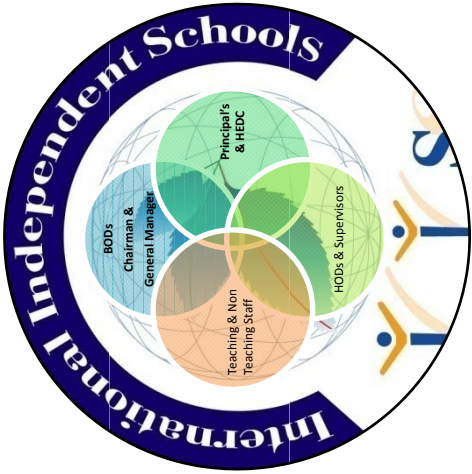 International Independent Schools
BODs
Chairman &
General Manager
Teaching & Non
Teaching Staff
Principal's
& HEDC
HODs & Supervisors